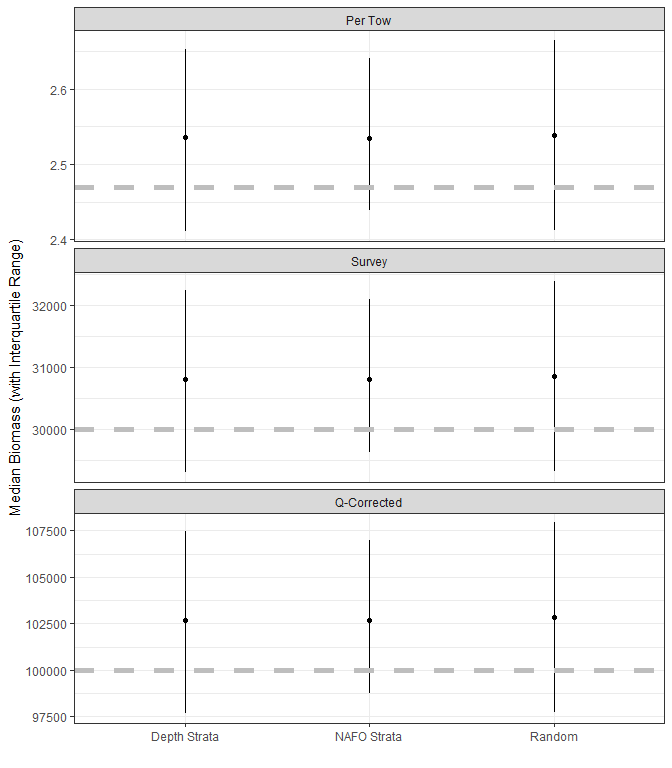 Per Tow
2.6
2.5
2.4
Survey
32000
31000
30000
Median Biomass (with Interquartile Range)
Q-Corrected
107500
105000
102500
100000
97500
Depth Strata NAFO Strata Random